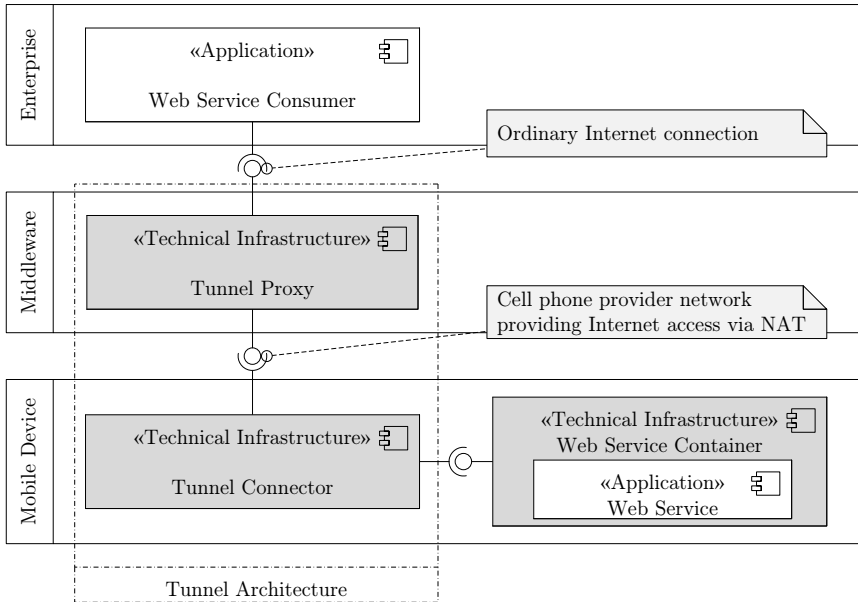 Enterprise
«Application»
Web Service Consumer
Ordinary Internet connection
Middleware
«Technical Infrastructure»
Tunnel Proxy
Cell phone provider network
providing Internet access via NAT
Mobile Device
«Technical Infrastructure»
Tunnel Connector
«Technical Infrastructure»
Web Service Container
«Application»
Web Service
Tunnel Architecture